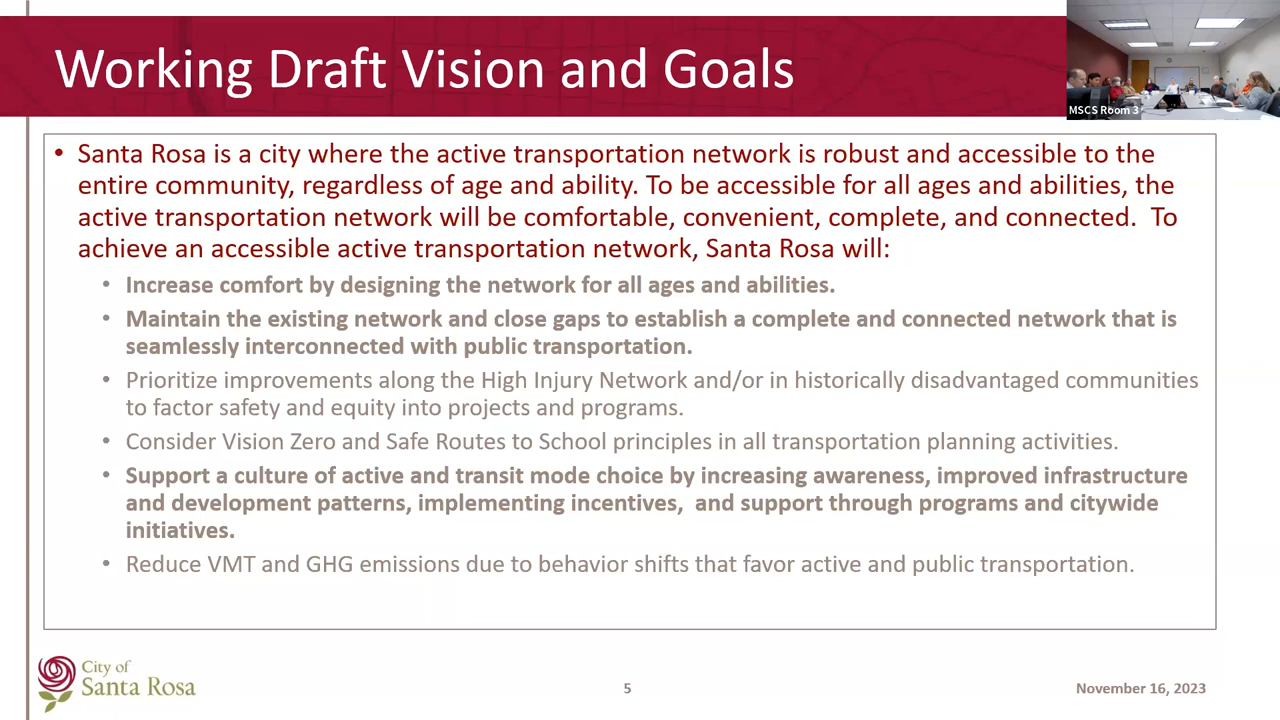 Working Draft Vision and Goals
MSCS Room 3
• Santa Rosa is a city where the active transportation network is robust and accessible to the
entire community, regardless of age and ability. To be accessible for all ages and abilities, the
active transportation network will be comfortable, convenient, complete, and connected.  To
achieve an accessible active transportation network, Santa Rosa will:
• Increase comfort by designing the network for all ages and abilities.
• Maintain the existing network and close gaps to establish a complete and connected network that is
seamlessly interconnected with public transportation.
• Prioritize improvements along the High Injury Network and/or in historically disadvantaged communities
to factor safety and equity into projects and programs.
• Consider Vision Zero and Safe Routes to School principles in all transportation planning activities.
• Support a culture of active and transit mode choice by increasing awareness, improved infrastructure
and development patterns, implementing incentives,  and support through programs and citywide
initiatives.
• Reduce VMT and GHG emissions due to behavior shifts that favor active and public transportation.
City of
Santa Rosa
5
November 16, 2023